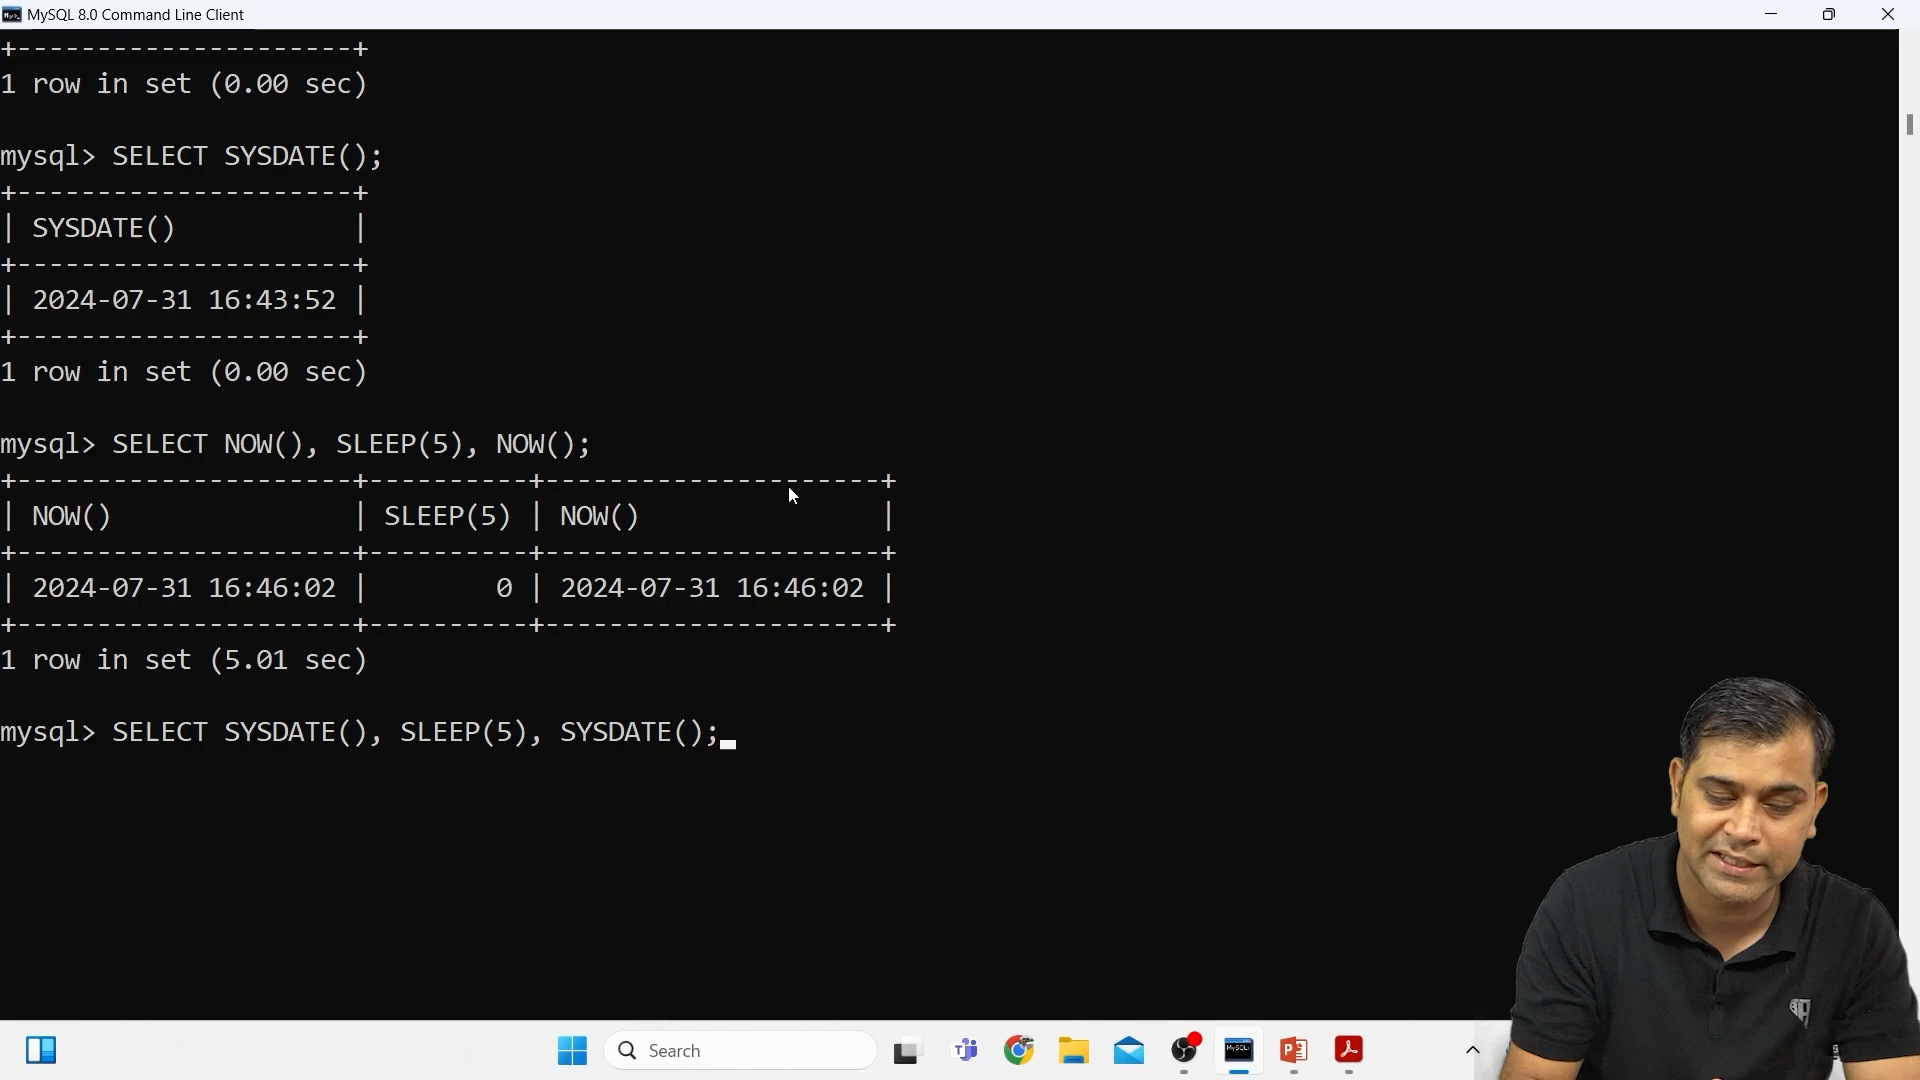 MySQL 8.0 Command Line Client
+---------------------+
1 row in set (0.00 sec)
mysql> SELECT SYSDATE();
+---------------------+
| SYSDATE()           |
+---------------------+
| 2024-07-31 16:43:52 |
+---------------------+
1 row in set (0.00 sec)
mysql> SELECT NOW(), SLEEP(5), NOW();
+---------------------+----------+---------------------+
| NOW()               | SLEEP(5) | NOW()               |
+---------------------+----------+---------------------+
| 2024-07-31 16:46:02 |        0 | 2024-07-31 16:46:02 |
+---------------------+----------+---------------------+
1 row in set (5.01 sec)
mysql> SELECT SYSDATE(), SLEEP(5), SYSDATE();
Search